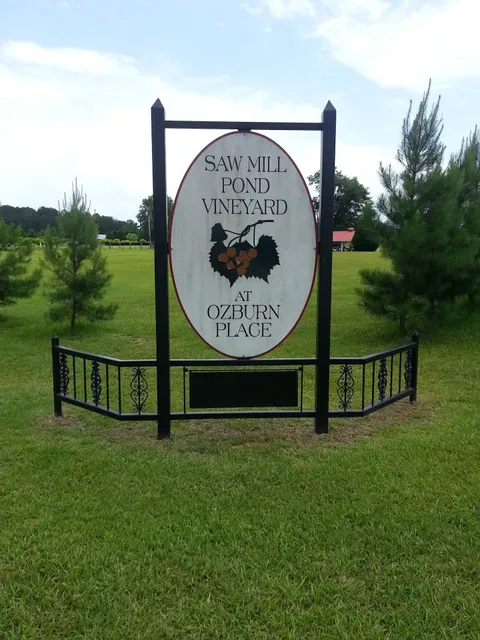 SAW MILL
POND
VINEYARD
AT
OZBURN
PLACE